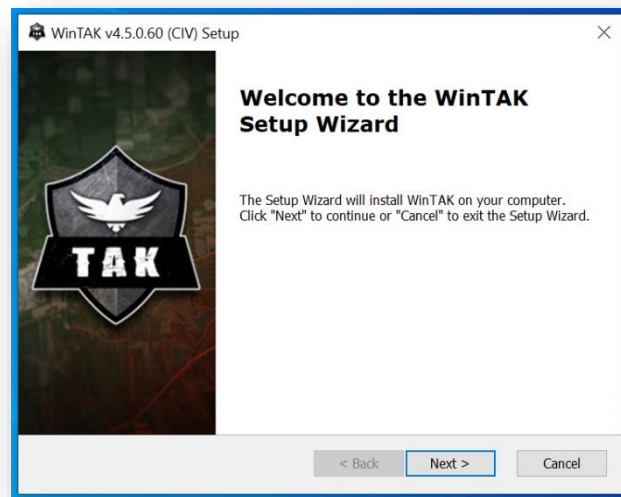 WinTAK v4.5.0.60 (CIV) Setup
Welcome to the WinTAK
Setup Wizard
The Setup Wizard will install WinTAK on your computer.
Click "Next" to continue or "Cancel" to exit the Setup Wizard.
TAK
< Back
Next >
Cancel